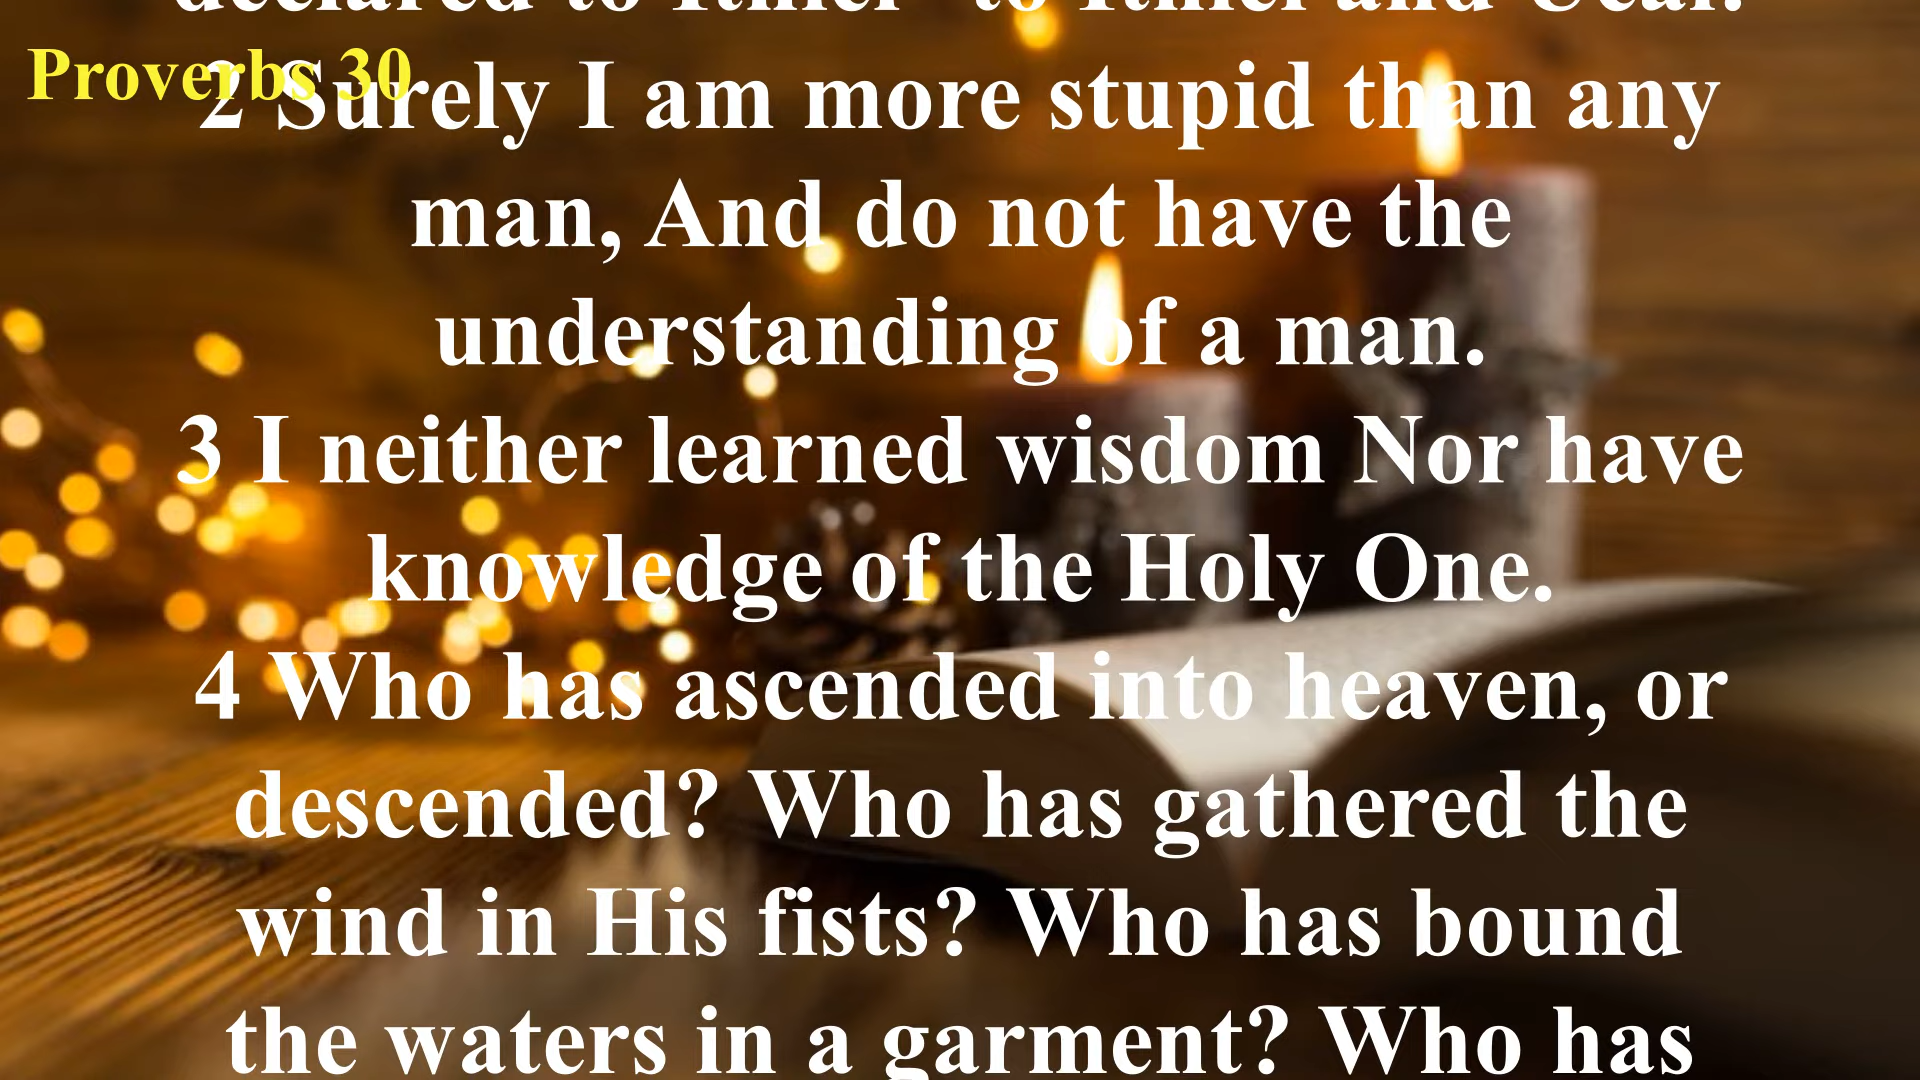 declared to Ithiel—to Ithiel and Ucal:
Proverbs 30
2 Surely I am more stupid than any
man, And do not have the
understanding of a man.
3 I neither learned wisdom Nor have
knowledge of the Holy One.
4 Who has ascended into heaven, or
descended? Who has gathered the
wind in His fists? Who has bound
the waters in a garment? Who has